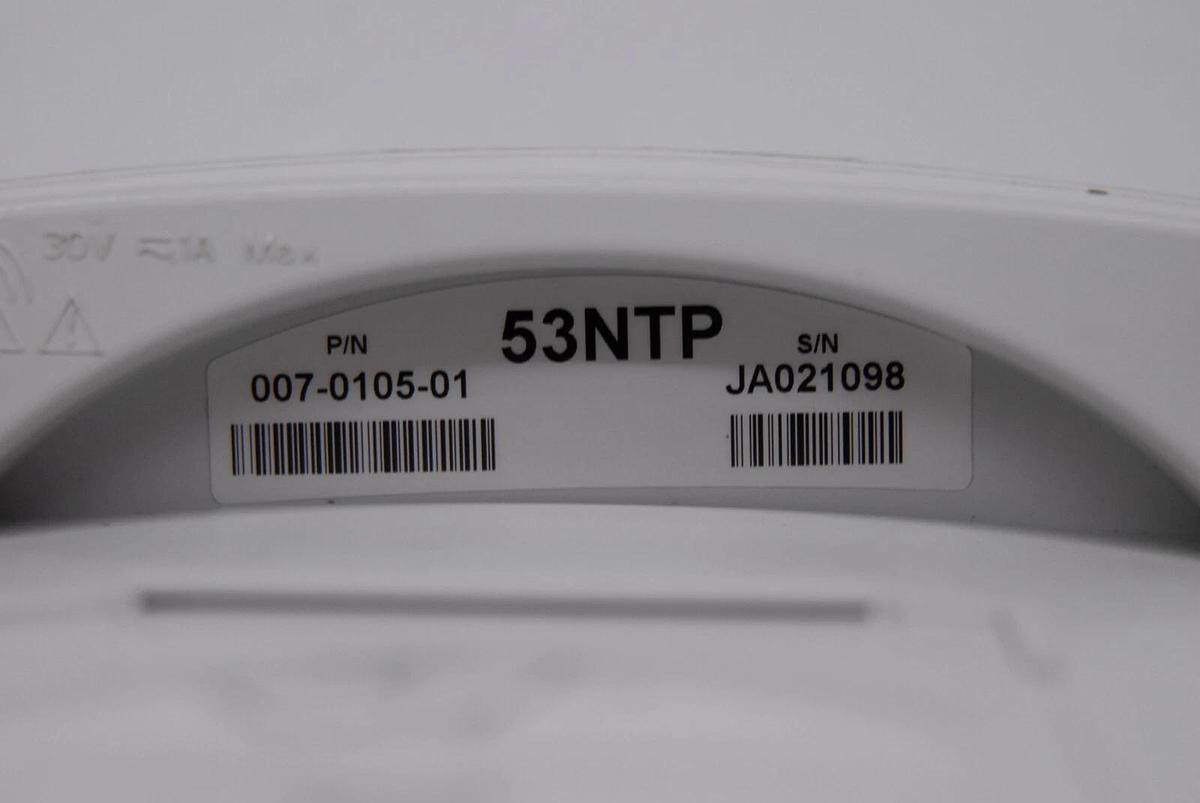 30V ⎓ 1A Max
53NTP
P/N
007-0105-01
S/N
JA021098